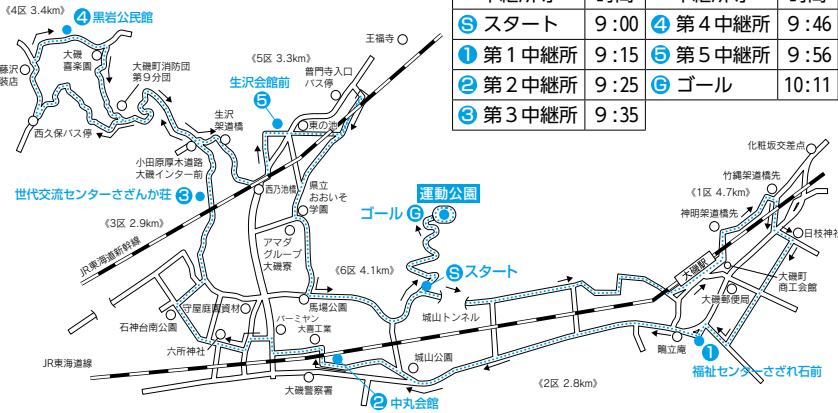 《4区 3.4km》
④黒岩公民館
大磯
喜楽園
藤沢
装店
大磯町消防団
第9分団
西久保バス停
小田原厚木道路
大磯インター前
生沢
架道橋
《5区 3.3km》
生沢会館前
⑤
普門寺入口
バス停
王福寺
東の池
世代交流センターさざんか荘③
西乃池橋
県立
おおいそ
学園
《3区 2.9km》
JR東海道新幹線
アマダ
グループ
大磯寮
運動公園
ゴールⒼ
Ⓢスタート
《6区 4.1km》
馬場公園
守屋庭園資材
石神台南公園
バーミヤン
大喜工業
六所神社
JR東海道線
大磯警察署
②中丸会館
城山公園
城山トンネル
《2区 2.8km》
Ⓢ スタート 9:00 ④ 第4中継所 9:46
① 第1中継所 9:15 ⑤ 第5中継所 9:56
② 第2中継所 9:25 Ⓖ ゴール 10:11
③ 第3中継所 9:35
化粧坂交差点
竹縄架道橋先
《1区 4.7km》
神明架道橋先
日枝神社
大磯駅
大磯町
商工会館
大磯郵便局
鴫立庵
①
福祉センターさざれ石前